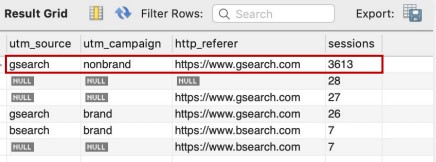 Result Grid Filter Rows: Search Export:
utm_source utm_campaign http_referer sessions
gsearch nonbrand https://www.gsearch.com 3613
NULL NULL NULL 28
NULL NULL https://www.gsearch.com 27
gsearch brand https://www.gsearch.com 26
bsearch brand https://www.bsearch.com 7
NULL NULL https://www.bsearch.com 7